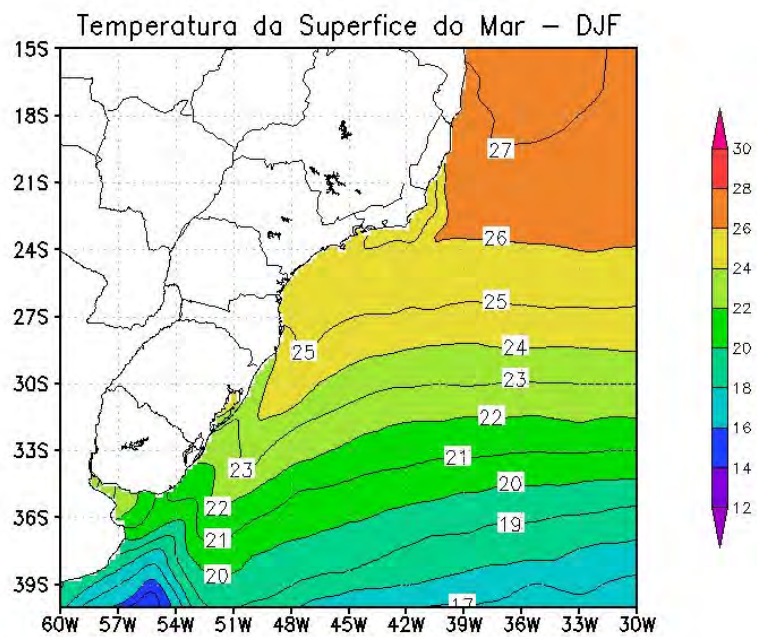 Temperatura da Superfice do Mar – DJF
15S
18S
21S
24S
27S
30S
33S
36S
39S
60W 57W 54W 51W 48W 45W 42W 39W 36W 33W 30W
27
26
25
25
24
23
22
23
21
22
20
21
19
20
17
30
28
26
24
22
20
18
16
14
12